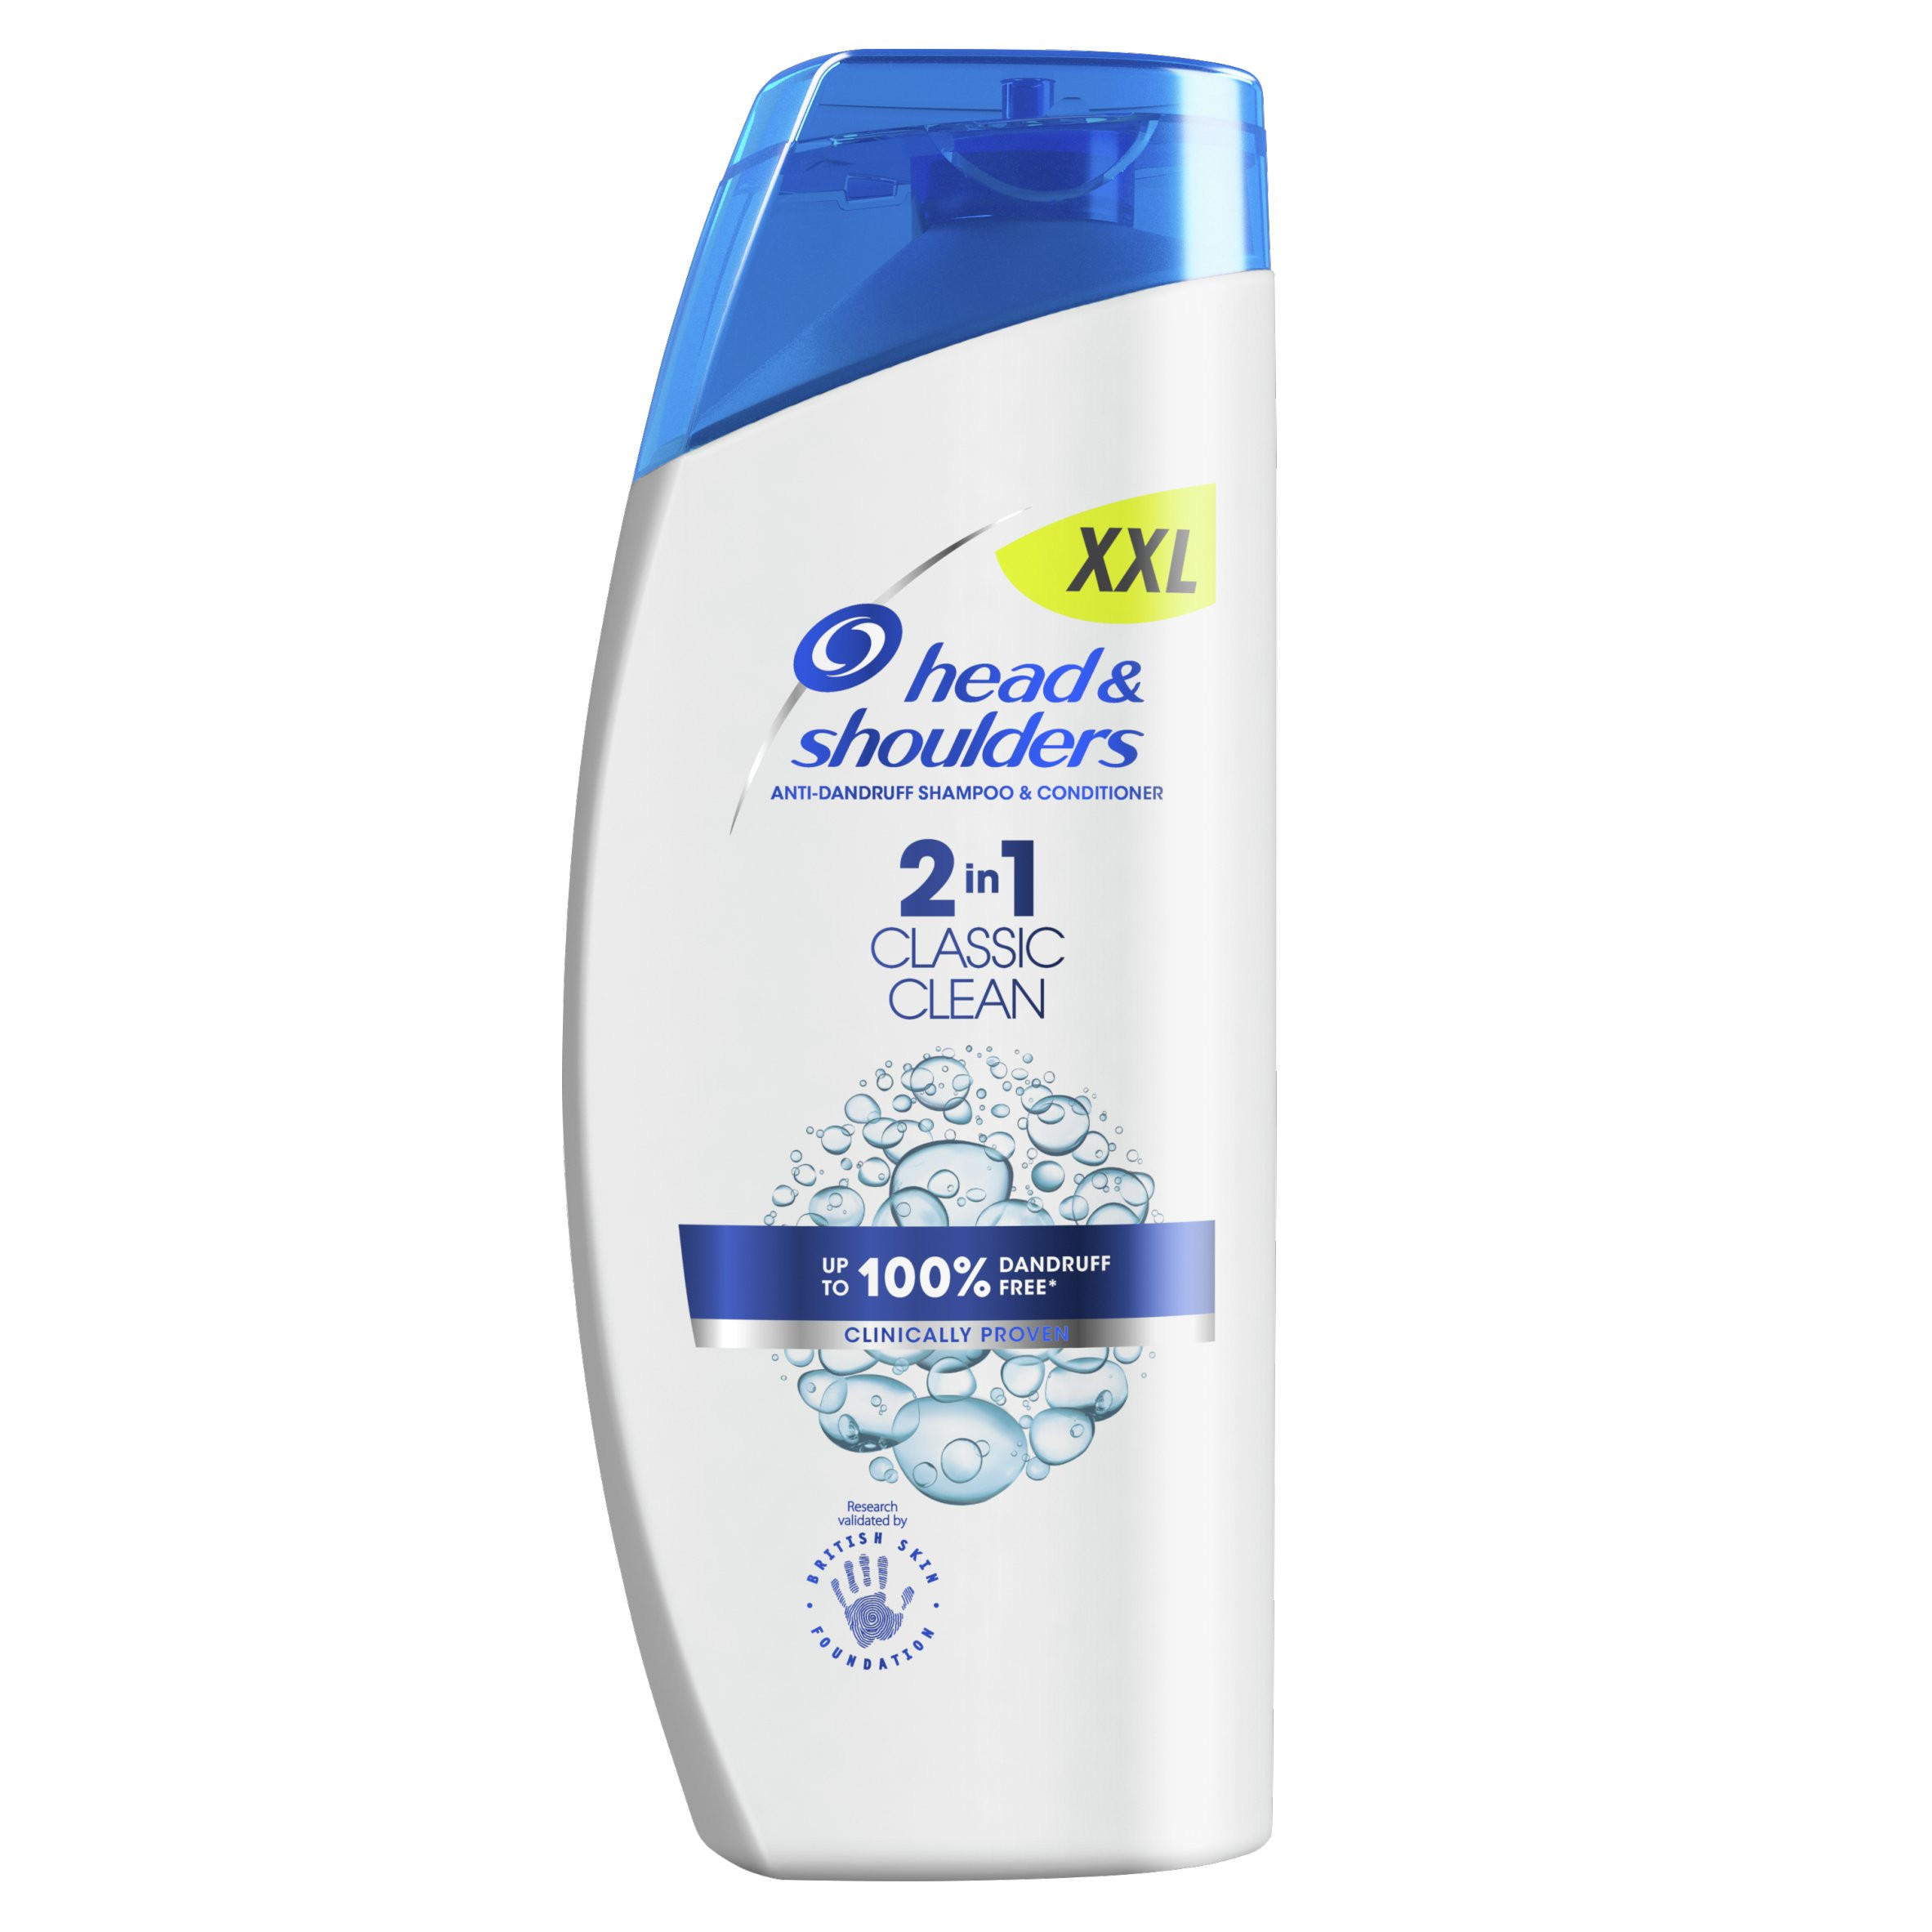 XXL
head &
shoulders
ANTI-DANDRUFF SHAMPOO & CONDITIONER
2 in 1
CLASSIC
CLEAN
UP TO 100% DANDRUFF FREE*
CLINICALLY PROVEN
Research
validated by
BRITISH SKIN
FOUNDATION